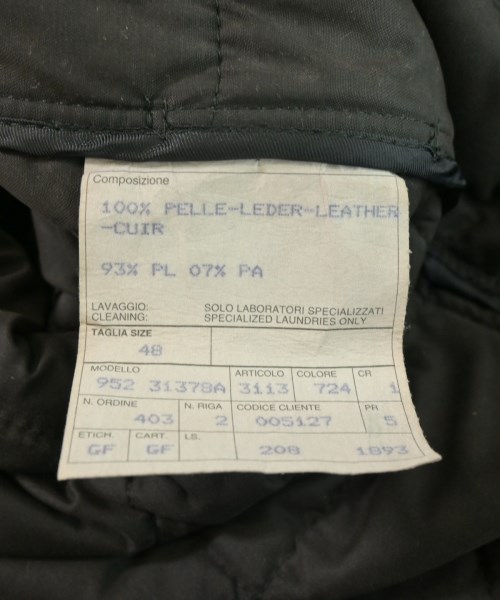 Composizione
100% PELLE-LEDER-LEATHER
-CUIR
93% PL 07% PA
LAVAGGIO: SOLO LABORATORI SPECIALIZZATI
CLEANING: SPECIALIZED LAUNDRIES ONLY
TAGLIA SIZE
48
MODELLO ARTICOLO COLORE CR
952 31378A 3113 724 1
N. ORDINE N. RIGA CODICE CLIENTE PR
403 2 005127 5
ETICH. CART. LS.
GF GF 208 1893